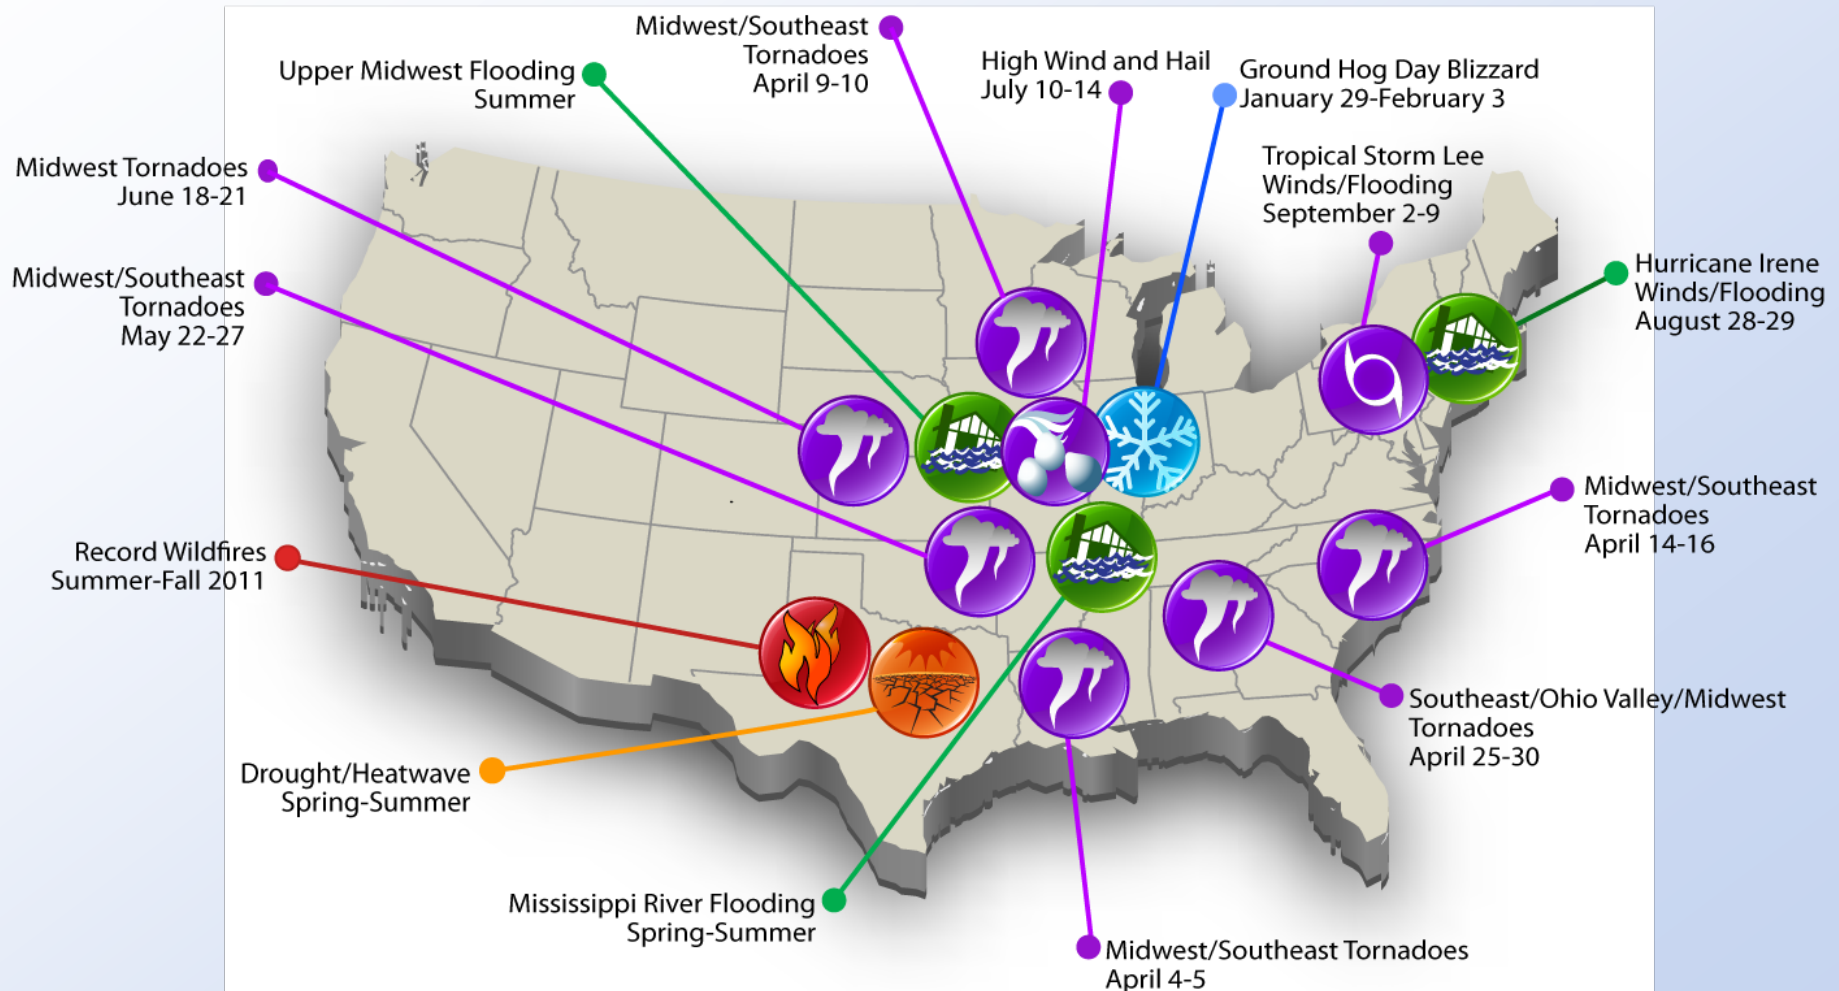 Midwest/Southeast
Tornadoes
April 9-10
High Wind and Hail
July 10-14
Ground Hog Day Blizzard
January 29-February 3
Upper Midwest Flooding
Summer
Tropical Storm Lee
Winds/Flooding
September 2-9
Midwest Tornadoes
June 18-21
Hurricane Irene
Winds/Flooding
August 28-29
Midwest/Southeast
Tornadoes
May 22-27
Midwest/Southeast
Tornadoes
April 14-16
Record Wildfires
Summer-Fall 2011
Southeast/Ohio Valley/Midwest
Tornadoes
April 25-30
Drought/Heatwave
Spring-Summer
Mississippi River Flooding
Spring-Summer
Midwest/Southeast Tornadoes
April 4-5